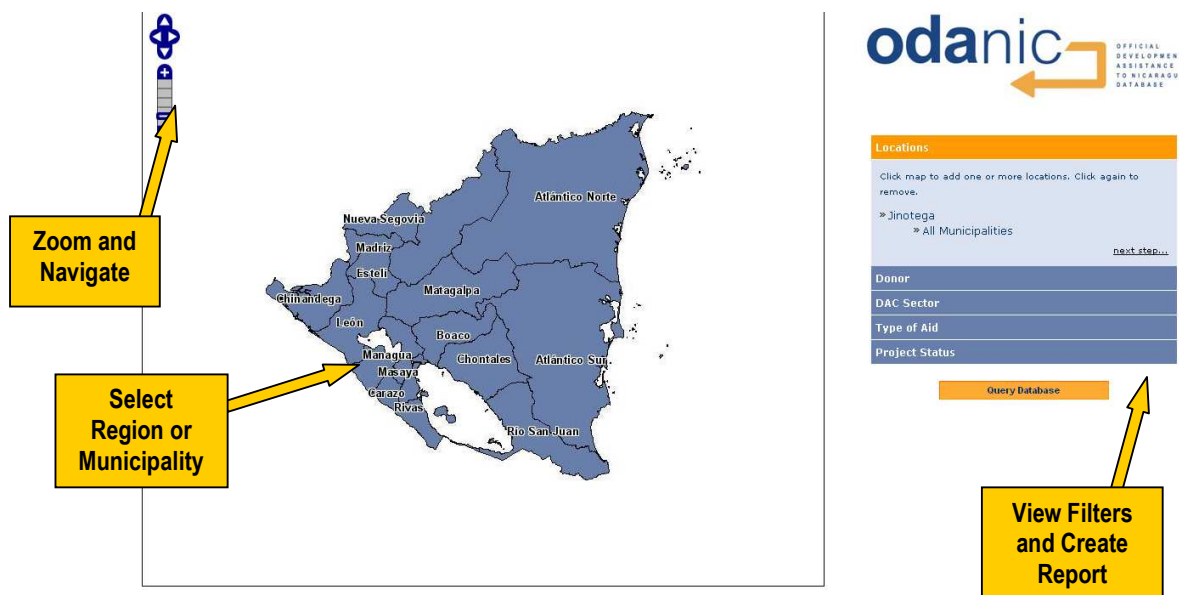 odanic
OFFICIAL
DEVELOPMEN
ASSISTANCE
TO NICARAGU
DATABASE
Zoom and
Navigate
Select
Region or
Municipality
Atlántico Norte
Nueva Segovia
Madriz
Estelí
Matagalpa
Chinandega
León
Boaco
Managua
Chontales
Atlántico Sur
Masaya
Carazo
Rivas
Río San Juan
Locations
Click map to add one or more locations. Click again to
remove.
» Jinotega
» All Municipalities
next step...
Donor
DAC Sector
Type of Aid
Project Status
Query Database
View Filters
and Create
Report